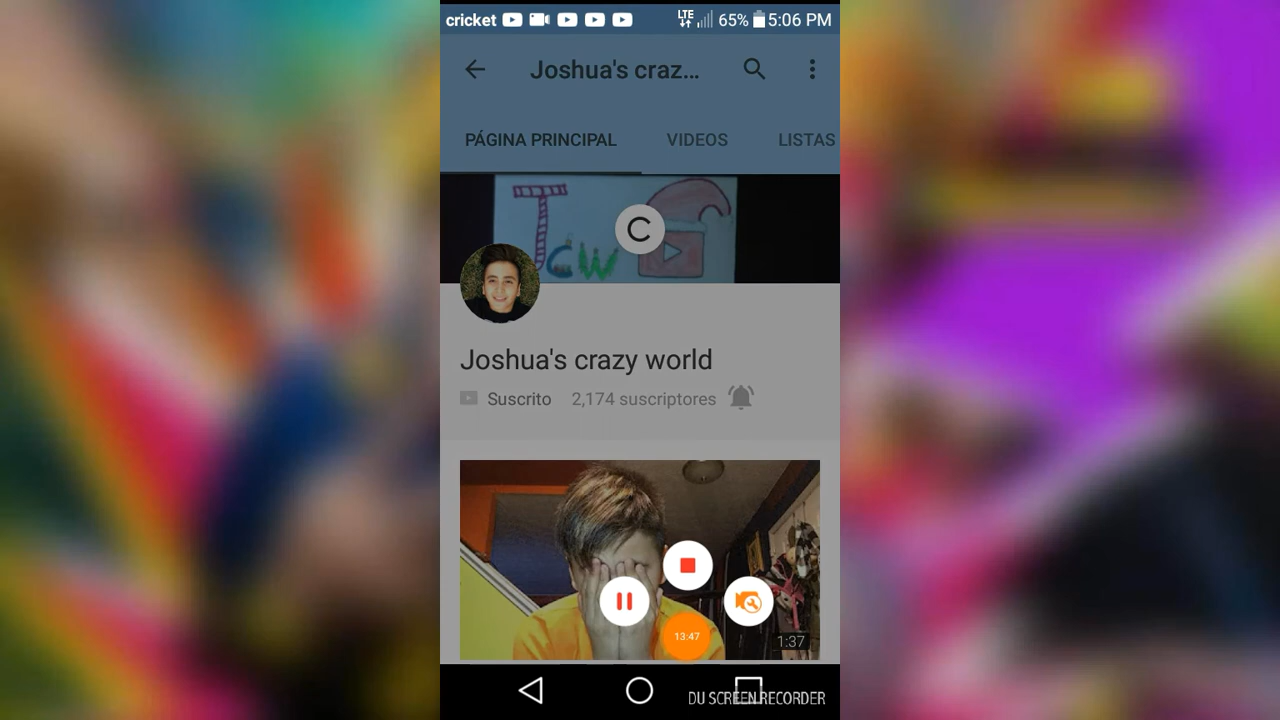 cricket LTE 65% 5:06 PM
Joshua's craz...
PÁGINA PRINCIPAL VIDEOS LISTAS
J
CW
Joshua's crazy world
Suscrito 2,174 suscriptores
13:47
1:37
DU SCREEN RECORDER